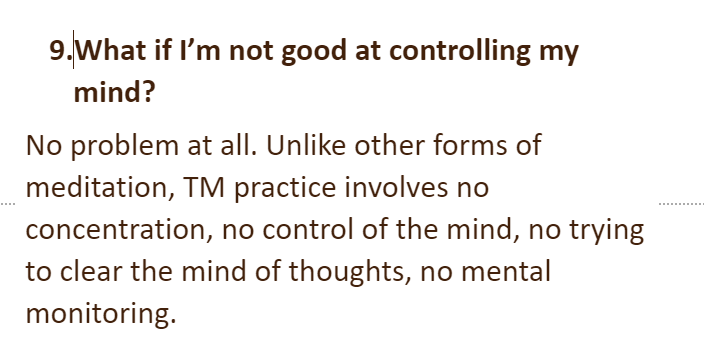 9.What if I’m not good at controlling my
mind?
No problem at all. Unlike other forms of
meditation, TM practice involves no
concentration, no control of the mind, no trying
to clear the mind of thoughts, no mental
monitoring.